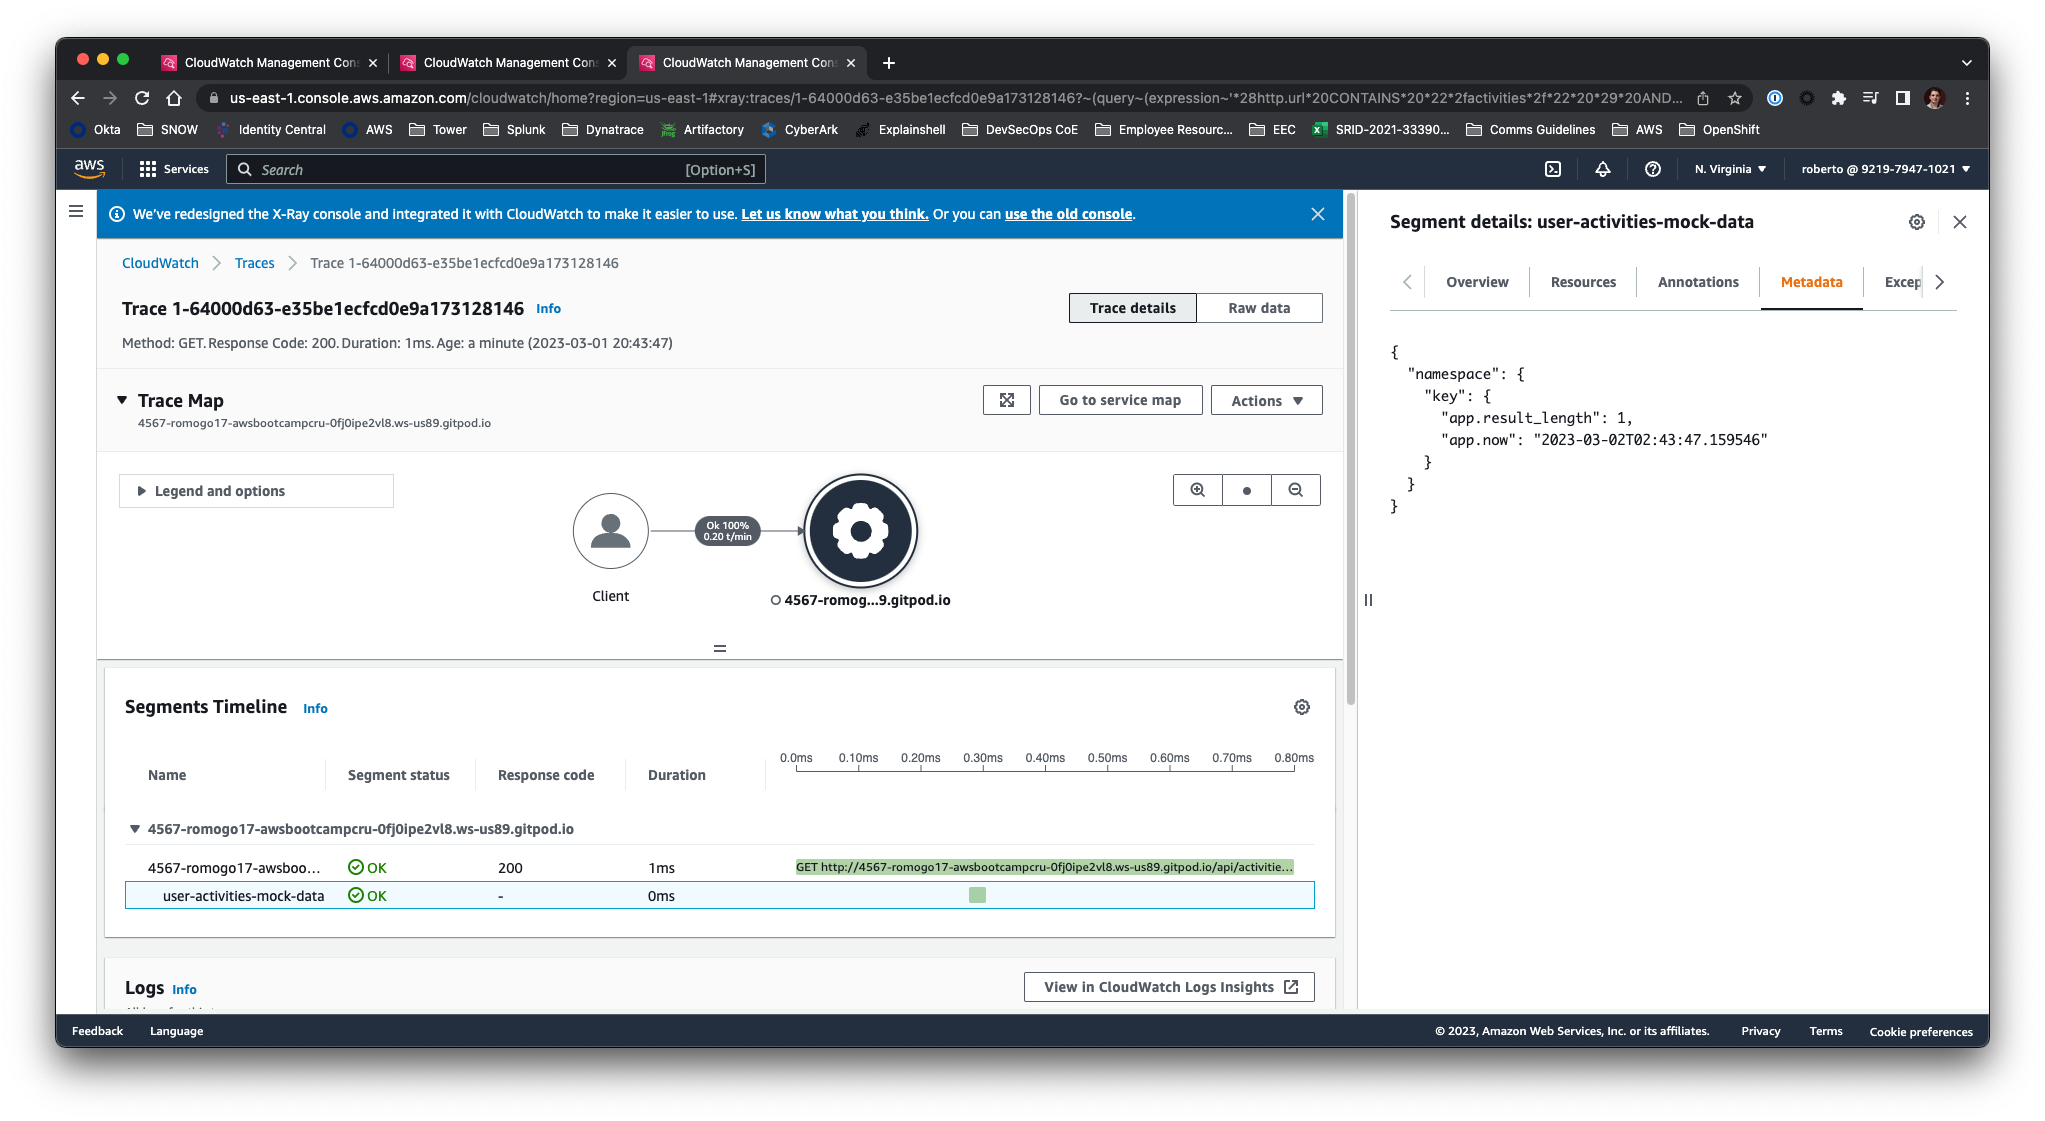 CloudWatch Management Con
CloudWatch Management Con
CloudWatch Management Con
us-east-1.console.aws.amazon.com/cloudwatch/home?region=us-east-1#xray:traces/1-64000d63-e35be1ecfcd0e9a173128146?~(query~(expression~'*28http.url*20CONTAINS*20*22*2factivities*2f*22*20*29*20AND...
Okta SNOW Identity Central AWS Tower Splunk Dynatrace Artifactory CyberArk Explainshell DevSecOps CoE Employee Resourc... EEC SRID-2021-33390... Comms Guidelines AWS OpenShift
aws Services Search [Option+S] N. Virginia roberto @ 9219-7947-1021
We've redesigned the X-Ray console and integrated it with CloudWatch to make it easier to use. Let us know what you think. Or you can use the old console.
CloudWatch Traces Trace 1-64000d63-e35be1ecfcd0e9a173128146
Trace 1-64000d63-e35be1ecfcd0e9a173128146 Info
Trace details Raw data
Method: GET. Response Code: 200. Duration: 1ms. Age: a minute (2023-03-01 20:43:47)
Trace Map
4567-romogo17-awsbootcampcru-0fj0ipe2vl8.ws-us89.gitpod.io
Go to service map Actions
Legend and options
Ok 100%
0.20 t/min
Client
4567-romog...9.gitpod.io
Segments Timeline Info
Name Segment status Response code Duration
0.0ms 0.10ms 0.20ms 0.30ms 0.40ms 0.50ms 0.60ms 0.70ms 0.80ms
4567-romogo17-awsbootcampcru-0fj0ipe2vl8.ws-us89.gitpod.io
4567-romogo17-awsboo... OK 200 1ms GET http://4567-romogo17-awsbootcampcru-0fj0ipe2vl8.ws-us89.gitpod.io/api/activitie...
user-activities-mock-data OK - 0ms
Logs Info
View in CloudWatch Logs Insights
Segment details: user-activities-mock-data
Overview Resources Annotations Metadata Excep
{
"namespace": {
"key": {
"app.result_length": 1,
"app.now": "2023-03-02T02:43:47.159546"
}
}
}
Feedback Language © 2023, Amazon Web Services, Inc. or its affiliates. Privacy Terms Cookie preferences